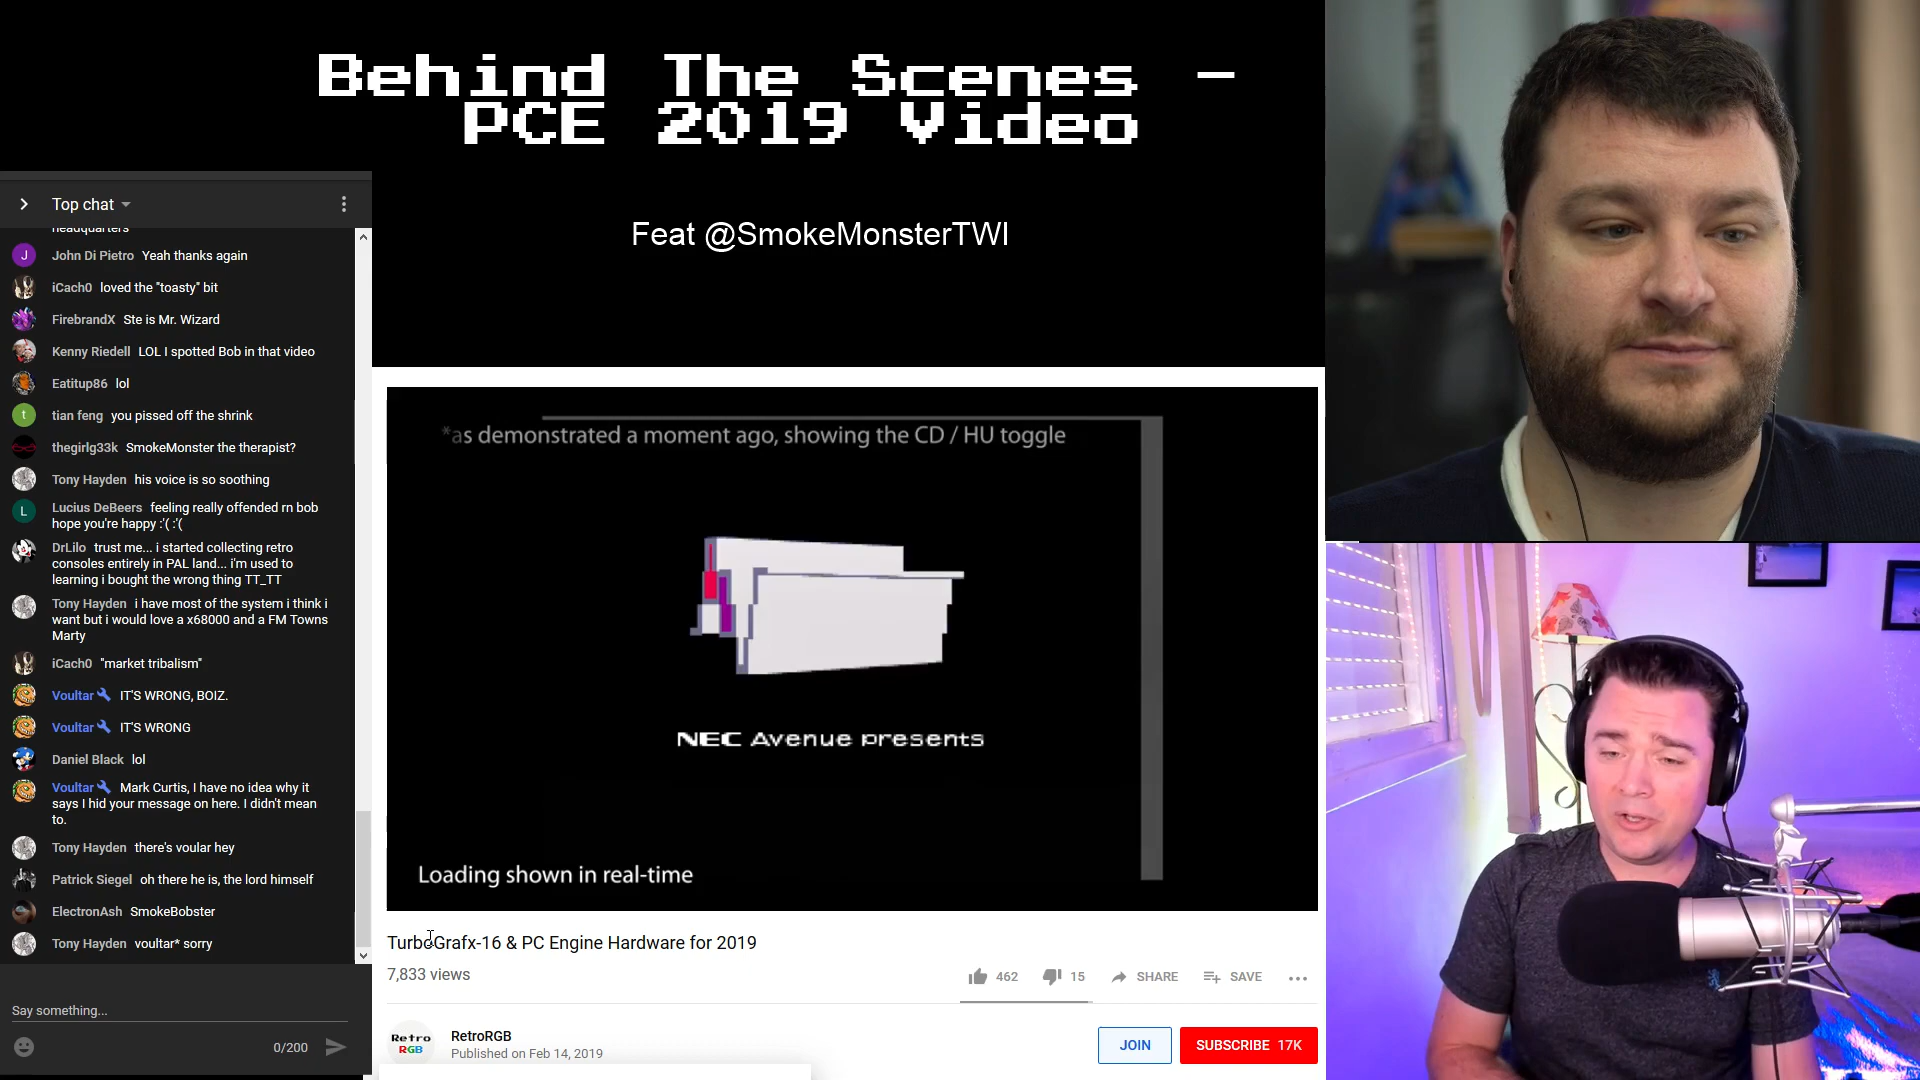 Behind The Scenes -
PCE 2019 Video
Feat @SmokeMonsterTWI
Top chat
headquarters
J John Di Pietro Yeah thanks again
iCach0 loved the "toasty" bit
FirebrandX Ste is Mr. Wizard
Kenny Riedell LOL I spotted Bob in that video
Eatitup86 lol
t tian feng you pissed off the shrink
thegirlg33k SmokeMonster the therapist?
Tony Hayden his voice is so soothing
L Lucius DeBeers feeling really offended rn bob
hope you're happy :'( :'(
DrLilo trust me... i started collecting retro
consoles entirely in PAL land... i'm used to
learning i bought the wrong thing TT_TT
Tony Hayden i have most of the system i think i
want but i would love a x68000 and a FM Towns
Marty
iCach0 "market tribalism"
Voultar IT'S WRONG, BOIZ.
Voultar IT'S WRONG
Daniel Black lol
Voultar Mark Curtis, I have no idea why it
says I hid your message on here. I didn't mean
to.
Tony Hayden there's voular hey
Patrick Siegel oh there he is, the lord himself
ElectronAsh SmokeBobster
Tony Hayden voultar* sorry
Say something...
0/200
*as demonstrated a moment ago, showing the CD / HU toggle
NEC Avenue presents
Loading shown in real-time
TurboGrafx-16 & PC Engine Hardware for 2019
7,833 views
462 15 SHARE SAVE
Retro
RGB
RetroRGB
Published on Feb 14, 2019
JOIN
SUBSCRIBE 17K